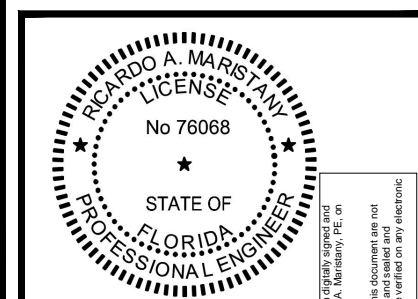 RICARDO A. MARISTANY
LICENSE
No 76068
STATE OF
FLORIDA
PROFESSIONAL ENGINEER
digitally signed and
A. Maristany, PE, on
his document are not
and sealed and
verified on any electronic